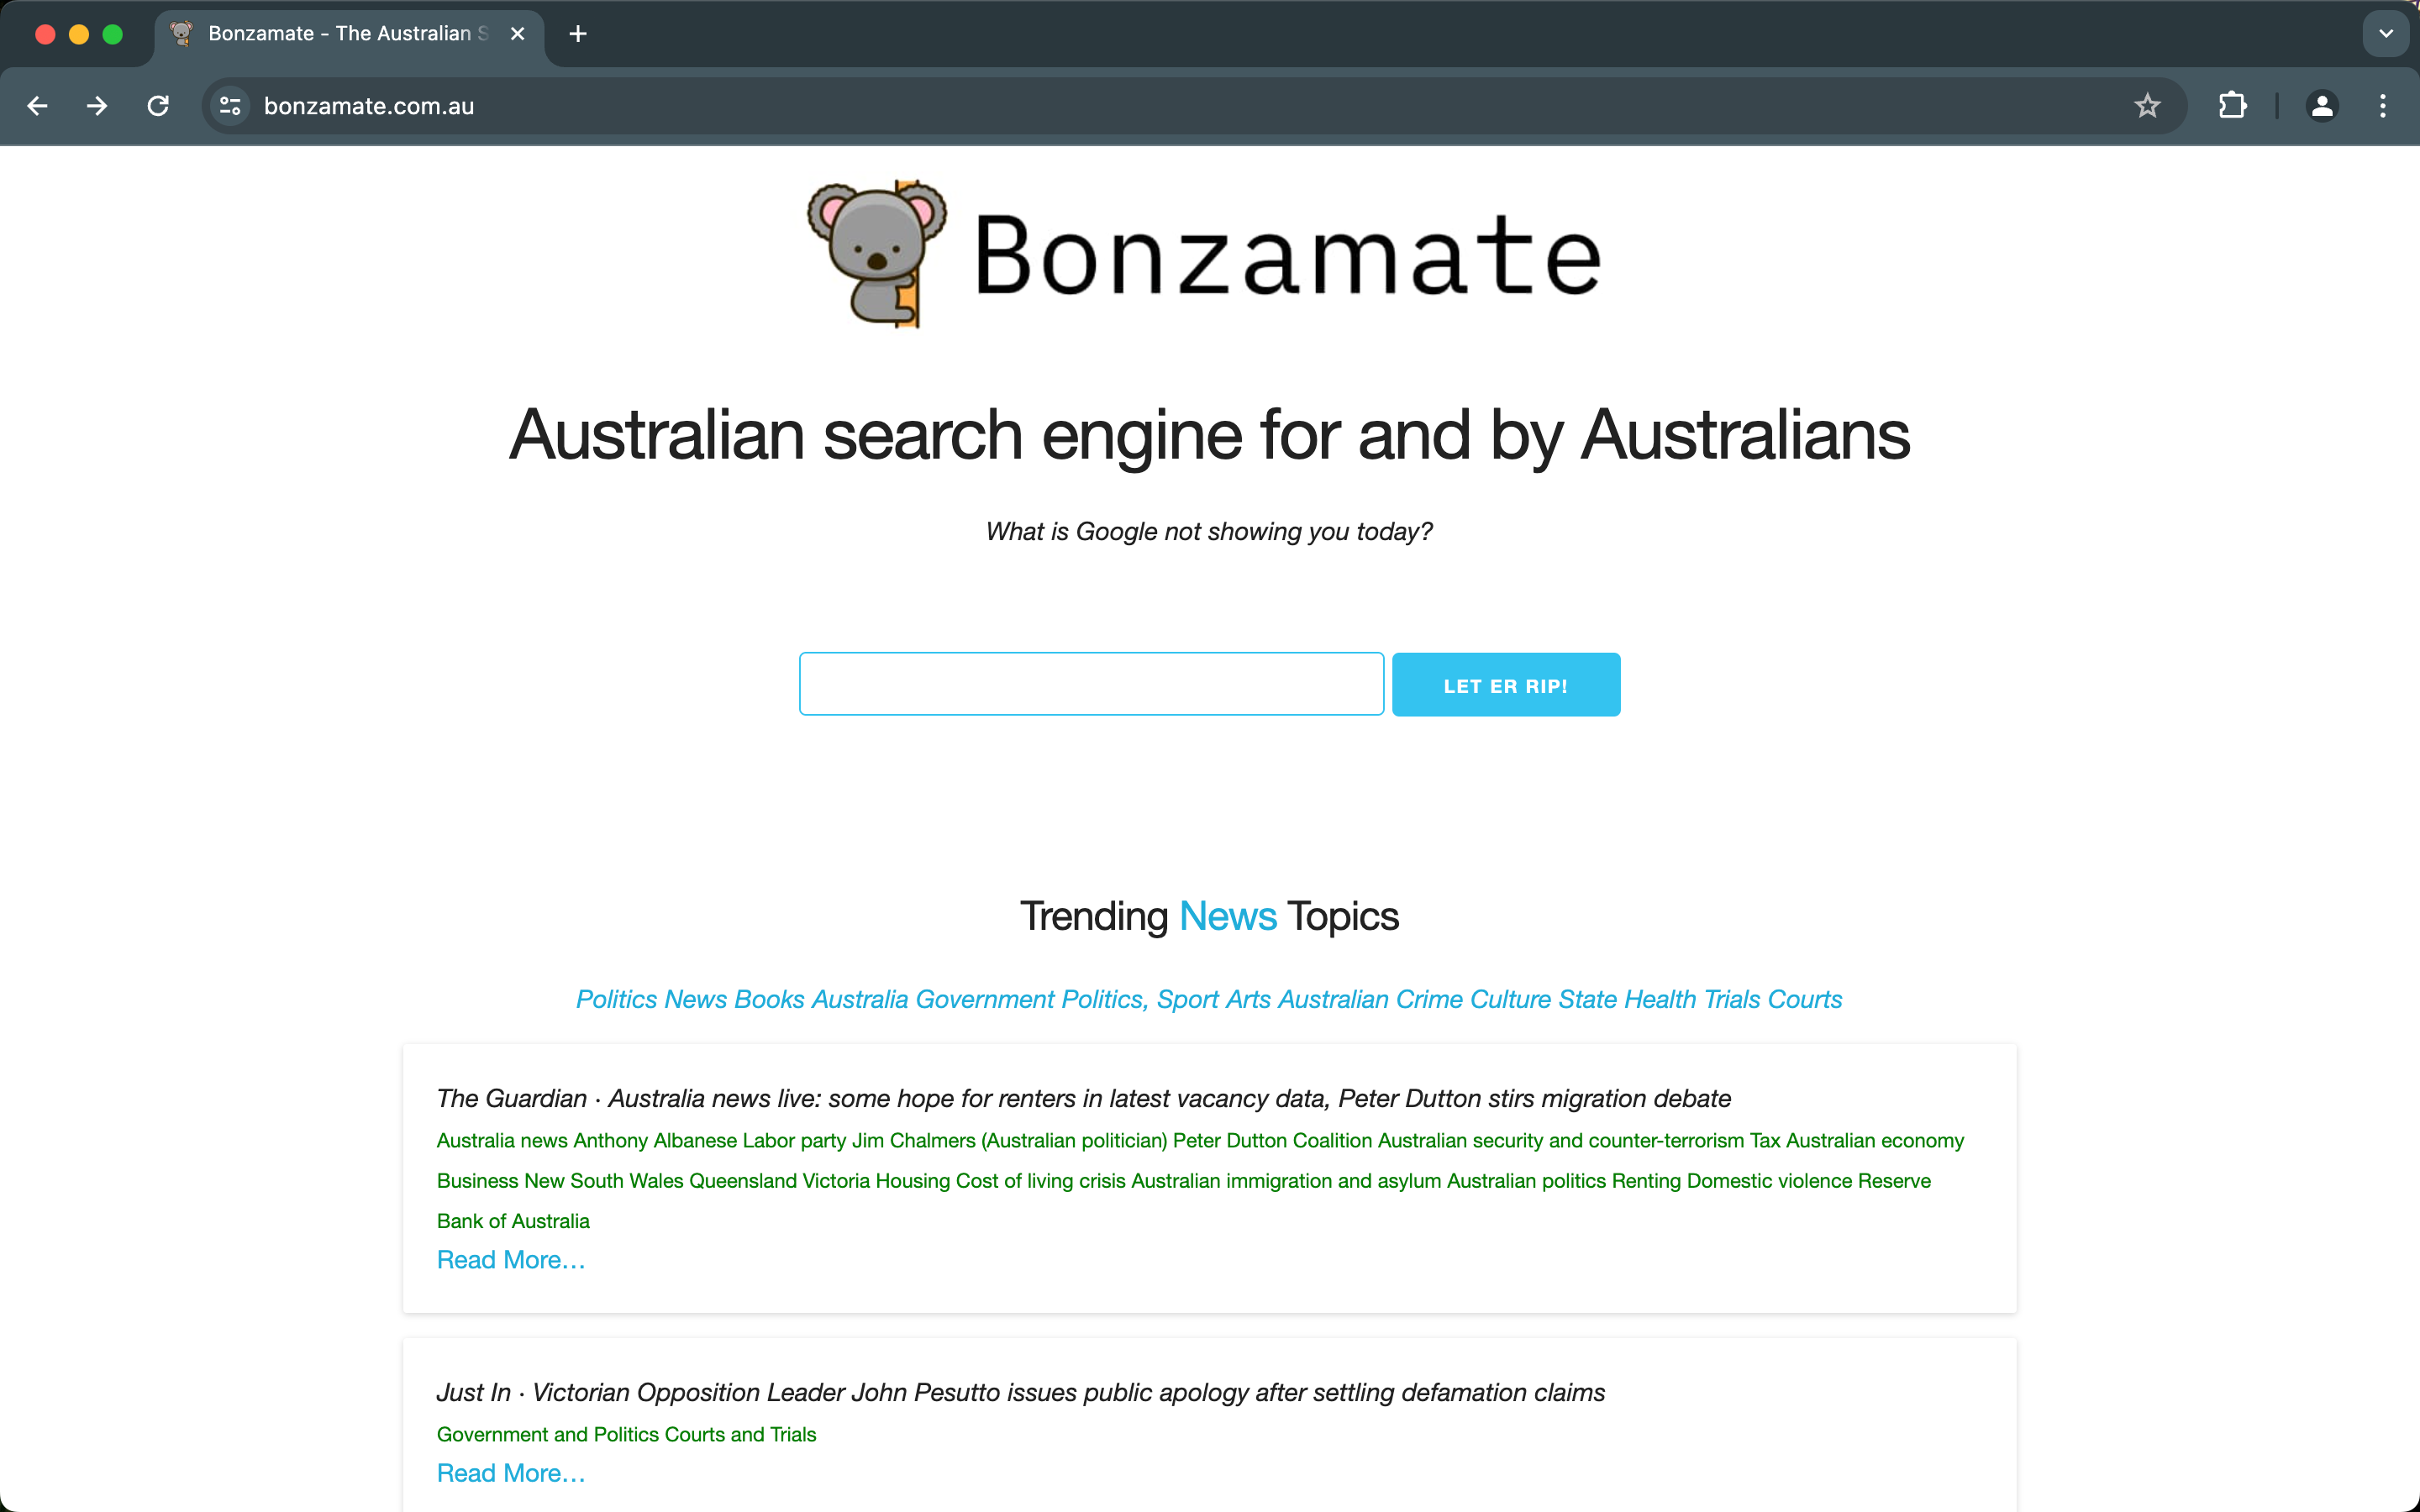 Bonzamate - The Australian S
bonzamate.com.au
Bonzamate
Australian search engine for and by Australians
What is Google not showing you today?
LET ER RIP!
Trending News Topics
Politics News Books Australia Government Politics, Sport Arts Australian Crime Culture State Health Trials Courts
The Guardian · Australia news live: some hope for renters in latest vacancy data, Peter Dutton stirs migration debate
Australia news Anthony Albanese Labor party Jim Chalmers (Australian politician) Peter Dutton Coalition Australian security and counter-terrorism Tax Australian economy
Business New South Wales Queensland Victoria Housing Cost of living crisis Australian immigration and asylum Australian politics Renting Domestic violence Reserve
Bank of Australia
Read More…
Just In · Victorian Opposition Leader John Pesutto issues public apology after settling defamation claims
Government and Politics Courts and Trials
Read More…